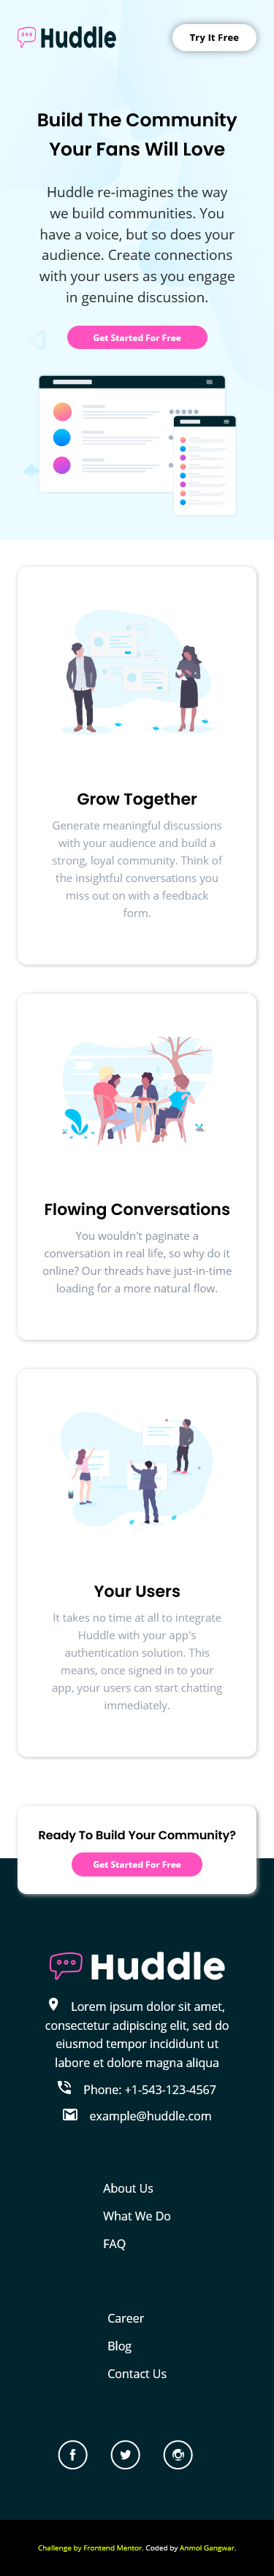 Huddle
Try It Free
Build The Community
Your Fans Will Love
Huddle re-imagines the way
we build communities. You
have a voice, but so does your
audience. Create connections
with your users as you engage
in genuine discussion.
Get Started For Free
Grow Together
Generate meaningful discussions
with your audience and build a
strong, loyal community. Think of
the insightful conversations you
miss out on with a feedback
form.
Flowing Conversations
You wouldn't paginate a
conversation in real life, so why do it
online? Our threads have just-in-time
loading for a more natural flow.
Your Users
It takes no time at all to integrate
Huddle with your app's
authentication solution. This
means, once signed in to your
app, your users can start chatting
immediately.
Ready To Build Your Community?
Get Started For Free
Huddle
Lorem ipsum dolor sit amet,
consectetur adipiscing elit, sed do
eiusmod tempor incididunt ut
labore et dolore magna aliqua
Phone: +1-543-123-4567
example@huddle.com
About Us
What We Do
FAQ
Career
Blog
Contact Us
Challenge by Frontend Mentor. Coded by Anmol Gangwar.